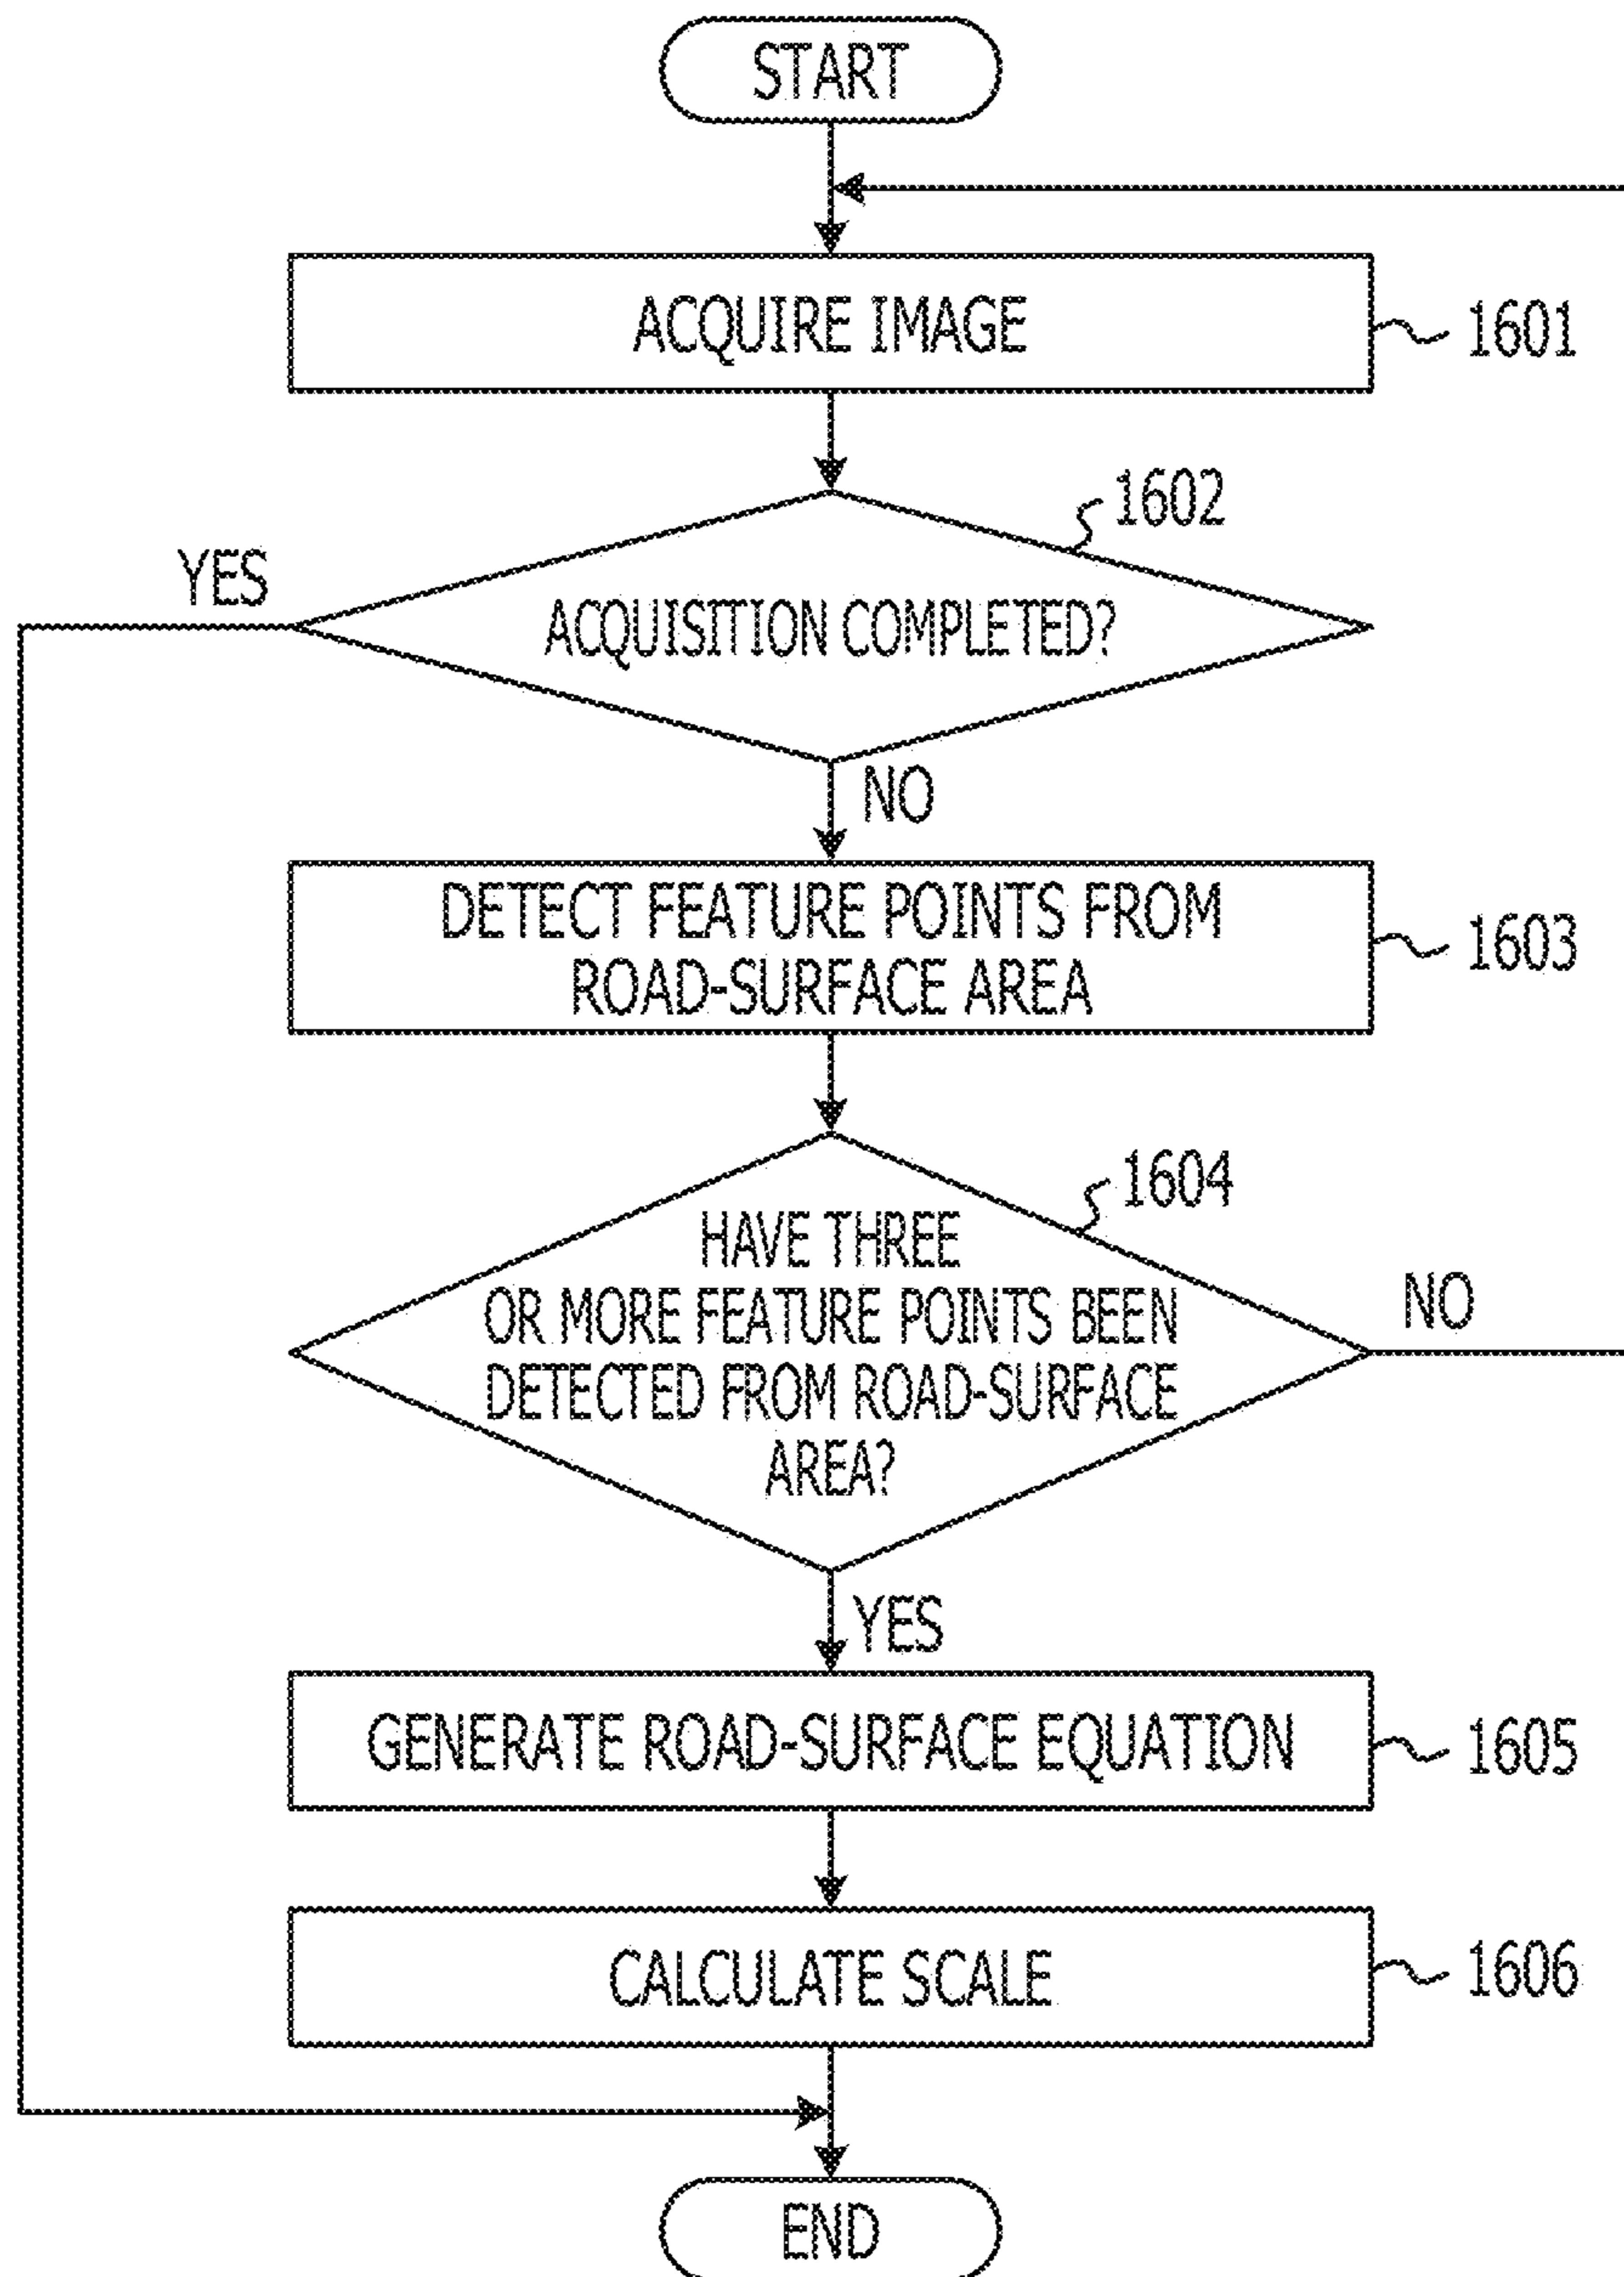 START
ACQUIRE IMAGE
1601
1602
YES
ACQUISITION COMPLETED?
NO
DETECT FEATURE POINTS FROM
ROAD-SURFACE AREA
1603
1604
HAVE THREE
OR MORE FEATURE POINTS BEEN
DETECTED FROM ROAD-SURFACE
AREA?
NO
YES
GENERATE ROAD-SURFACE EQUATION
1605
CALCULATE SCALE
1606
END